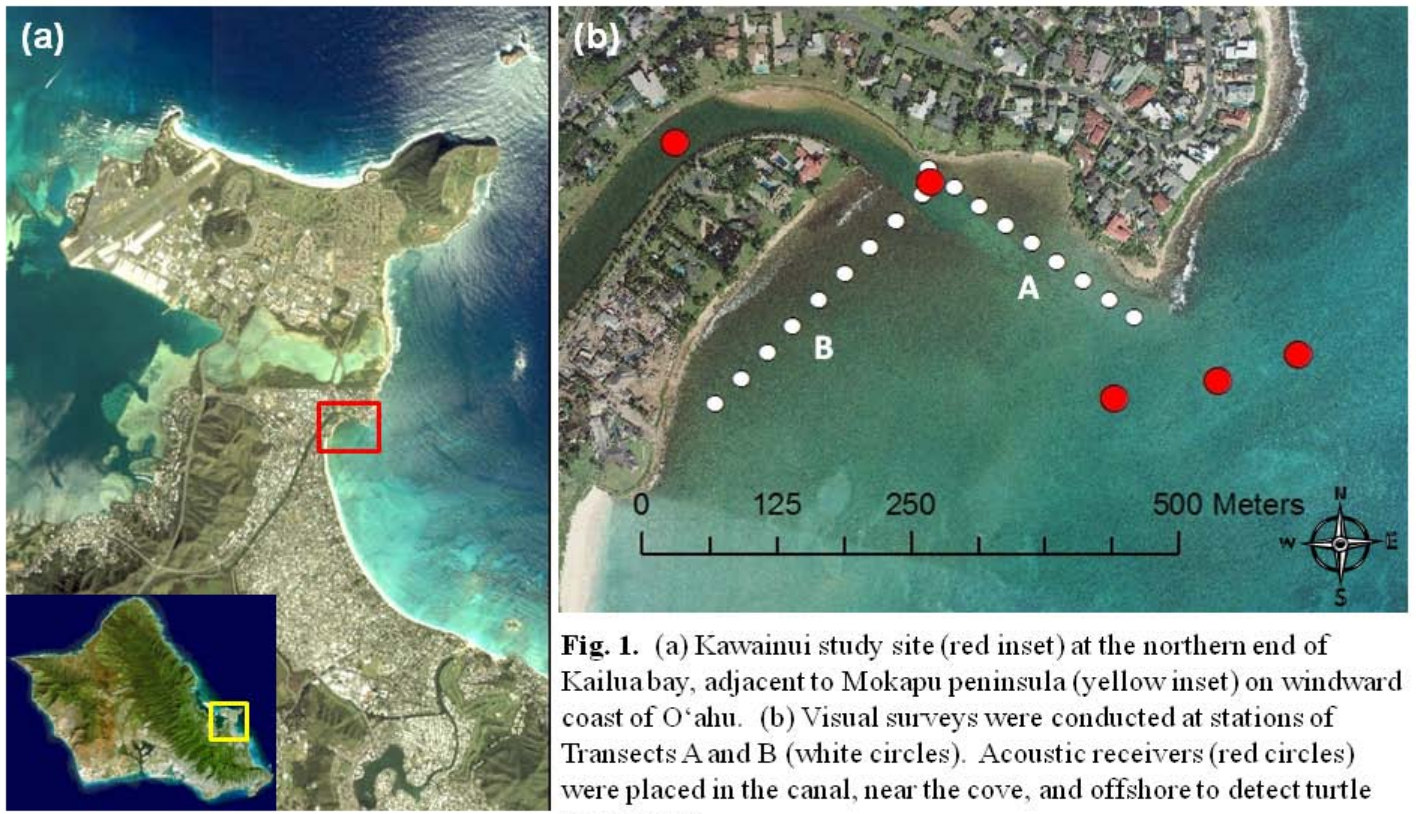 (a)
(b)
A
B
0 125 250 500 Meters
N
W E
S
Fig. 1. (a) Kawainui study site (red inset) at the northern end of
Kailua bay, adjacent to Mokapu peninsula (yellow inset) on windward
coast of O‘ahu. (b) Visual surveys were conducted at stations of
Transects A and B (white circles). Acoustic receivers (red circles)
were placed in the canal, near the cove, and offshore to detect turtle